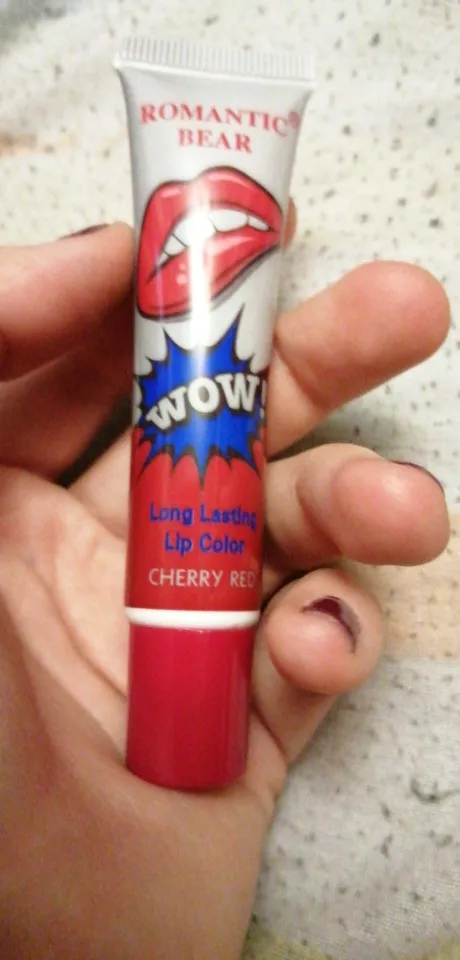 ROMANTIC®
BEAR
WOW!
Long Lasting
Lip Color
CHERRY RED